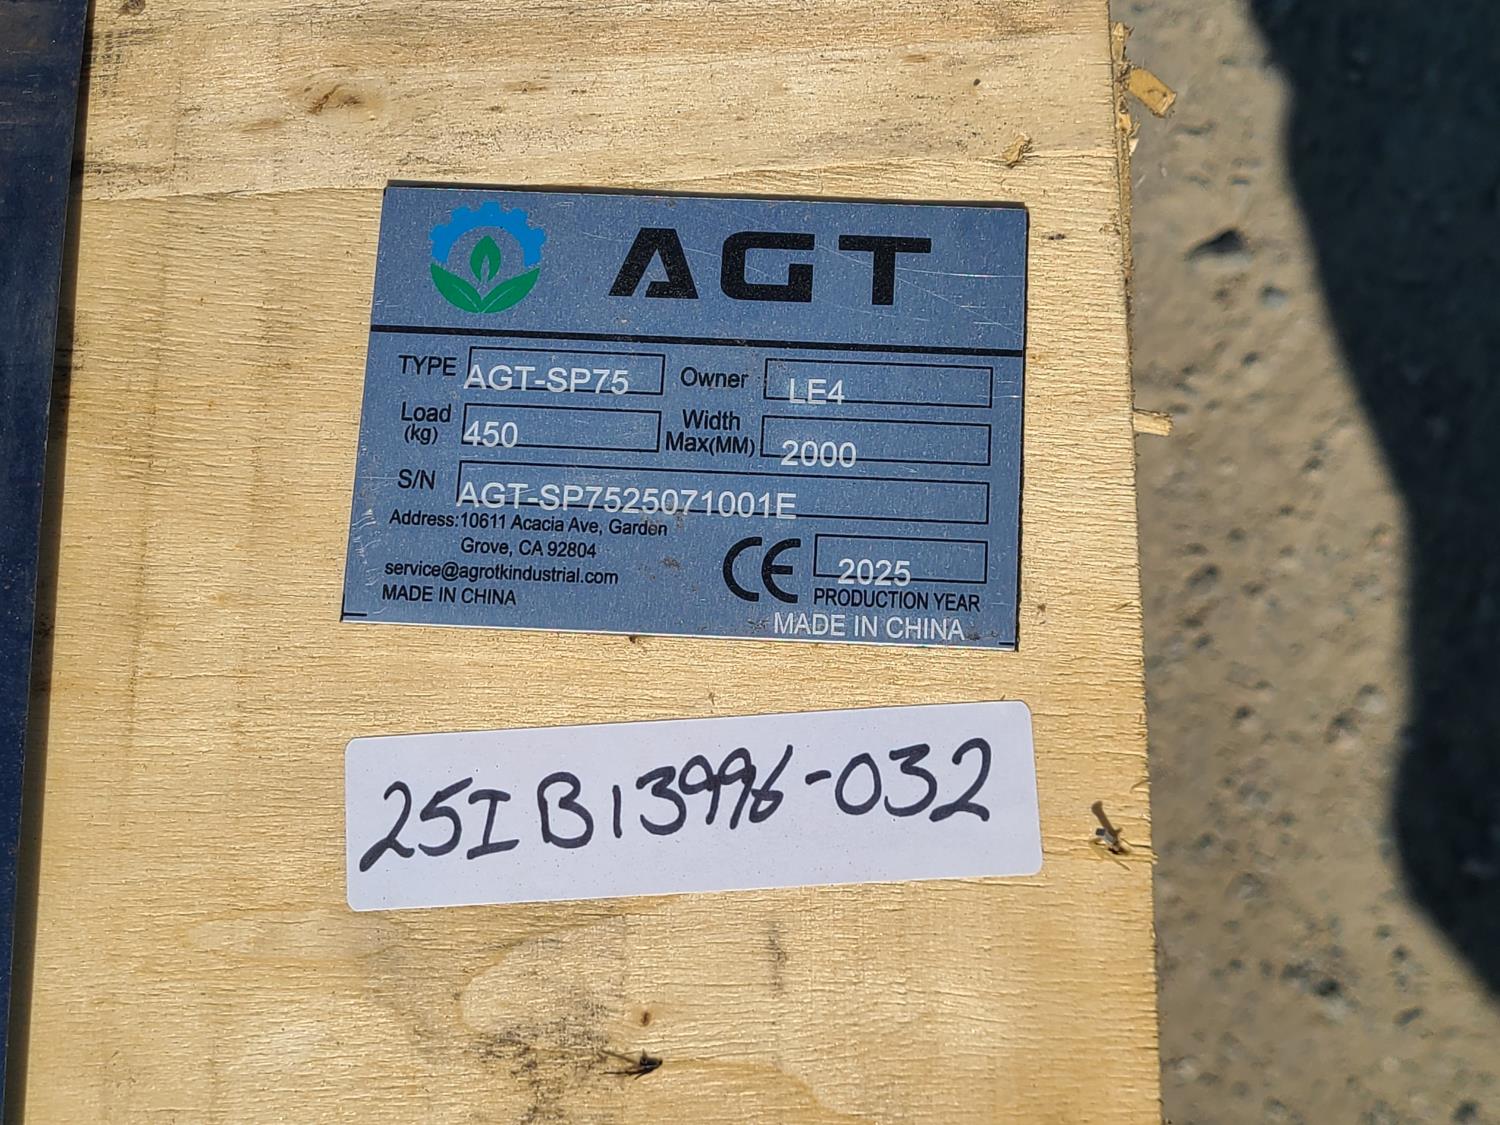 AGT
TYPE AGT-SP75 Owner LE4
Load (kg) 450 Width Max(MM) 2000
S/N AGT-SP7525071001E
Address:10611 Acacia Ave, Garden
Grove, CA 92804
service@agrotkindustrial.com
MADE IN CHINA
CE 2025
PRODUCTION YEAR
MADE IN CHINA
25IB13996-032